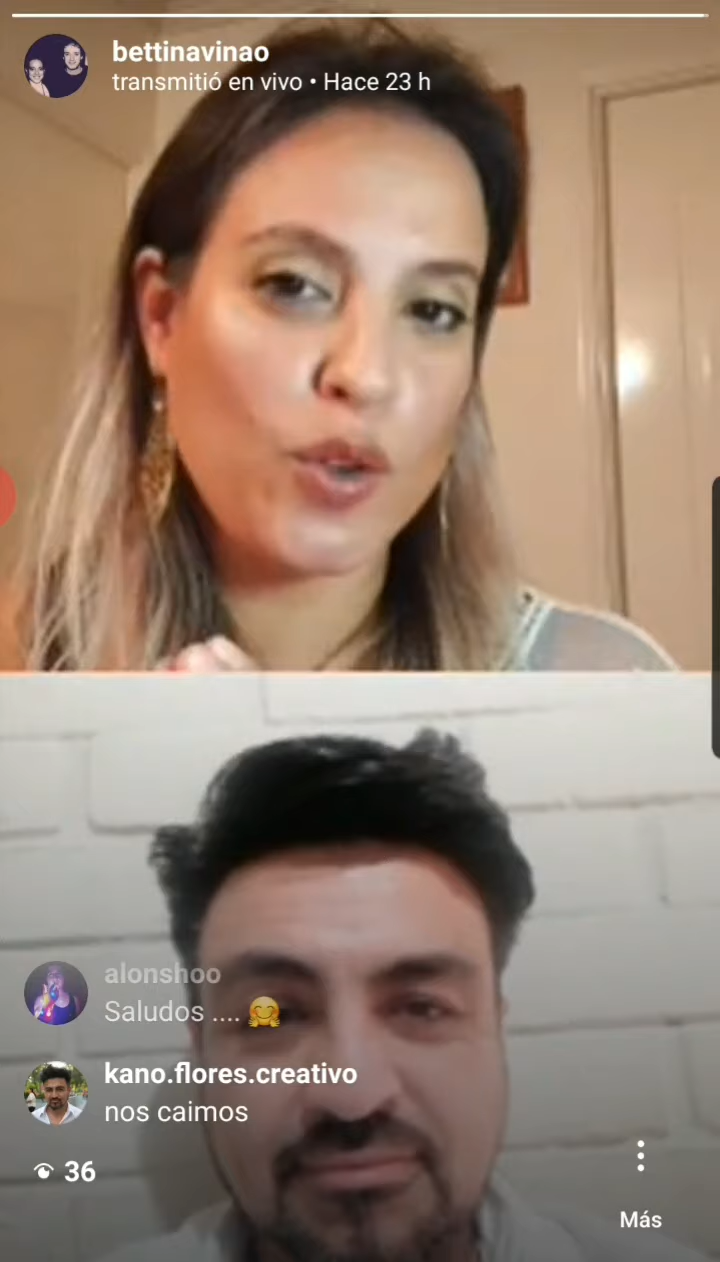 bettinavinao
transmitió en vivo • Hace 23 h
alonshoo
Saludos .... 🤗
kano.flores.creativo
nos caimos
36
Más